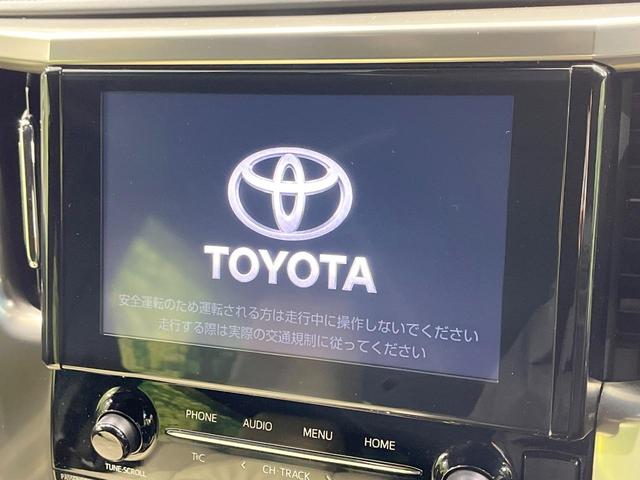 TOYOTA
安全運転のため運転される方は走行中に操作しないでください
走行する際は実際の交通規制に従ってください
PHONE AUDIO MENU HOME
TUNE·SCROLL
T\C < CH·TRACK >